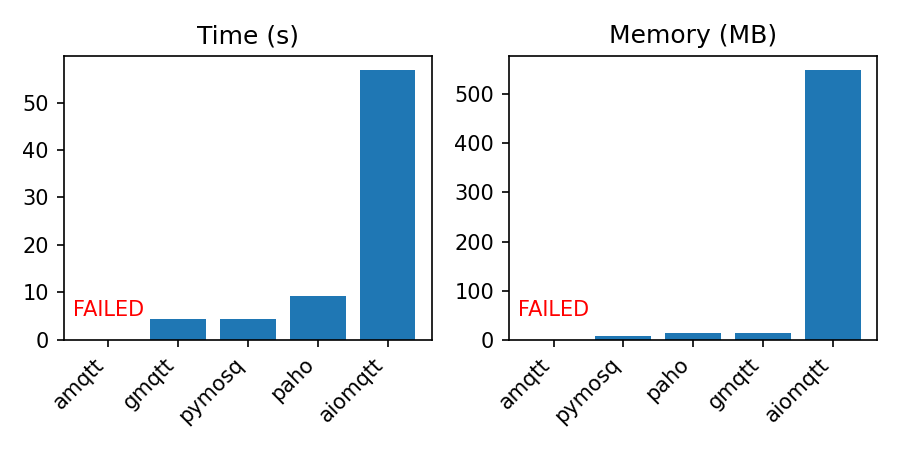 Time (s)
50
40
30
20
10
0
FAILED
amqtt
gmqtt
pymosq
paho
aiomqtt
Memory (MB)
500
400
300
200
100
0
FAILED
amqtt
pymosq
paho
gmqtt
aiomqtt